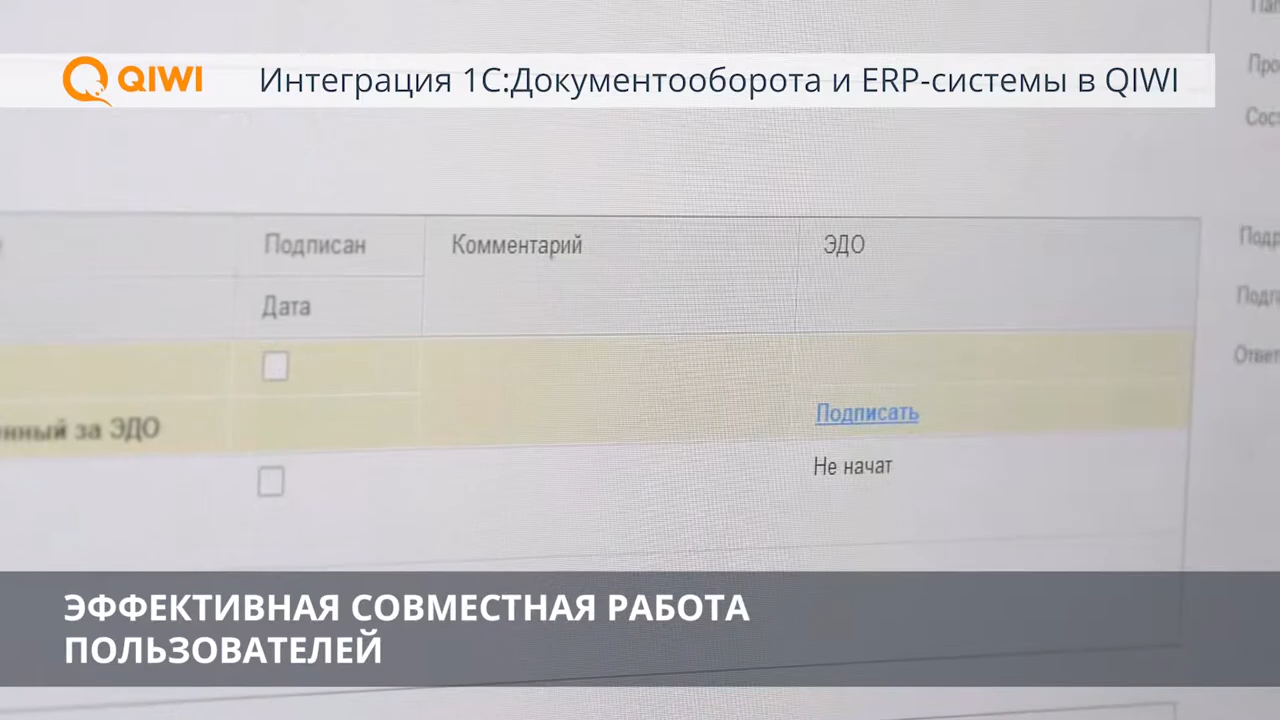 QIWI Интеграция 1С:Документооборота и ERP-системы в QIWI
Подписан Комментарий ЭДО
Дата
Подписать
за ЭДО
Не начат
ЭФФЕКТИВНАЯ СОВМЕСТНАЯ РАБОТА
ПОЛЬЗОВАТЕЛЕЙ